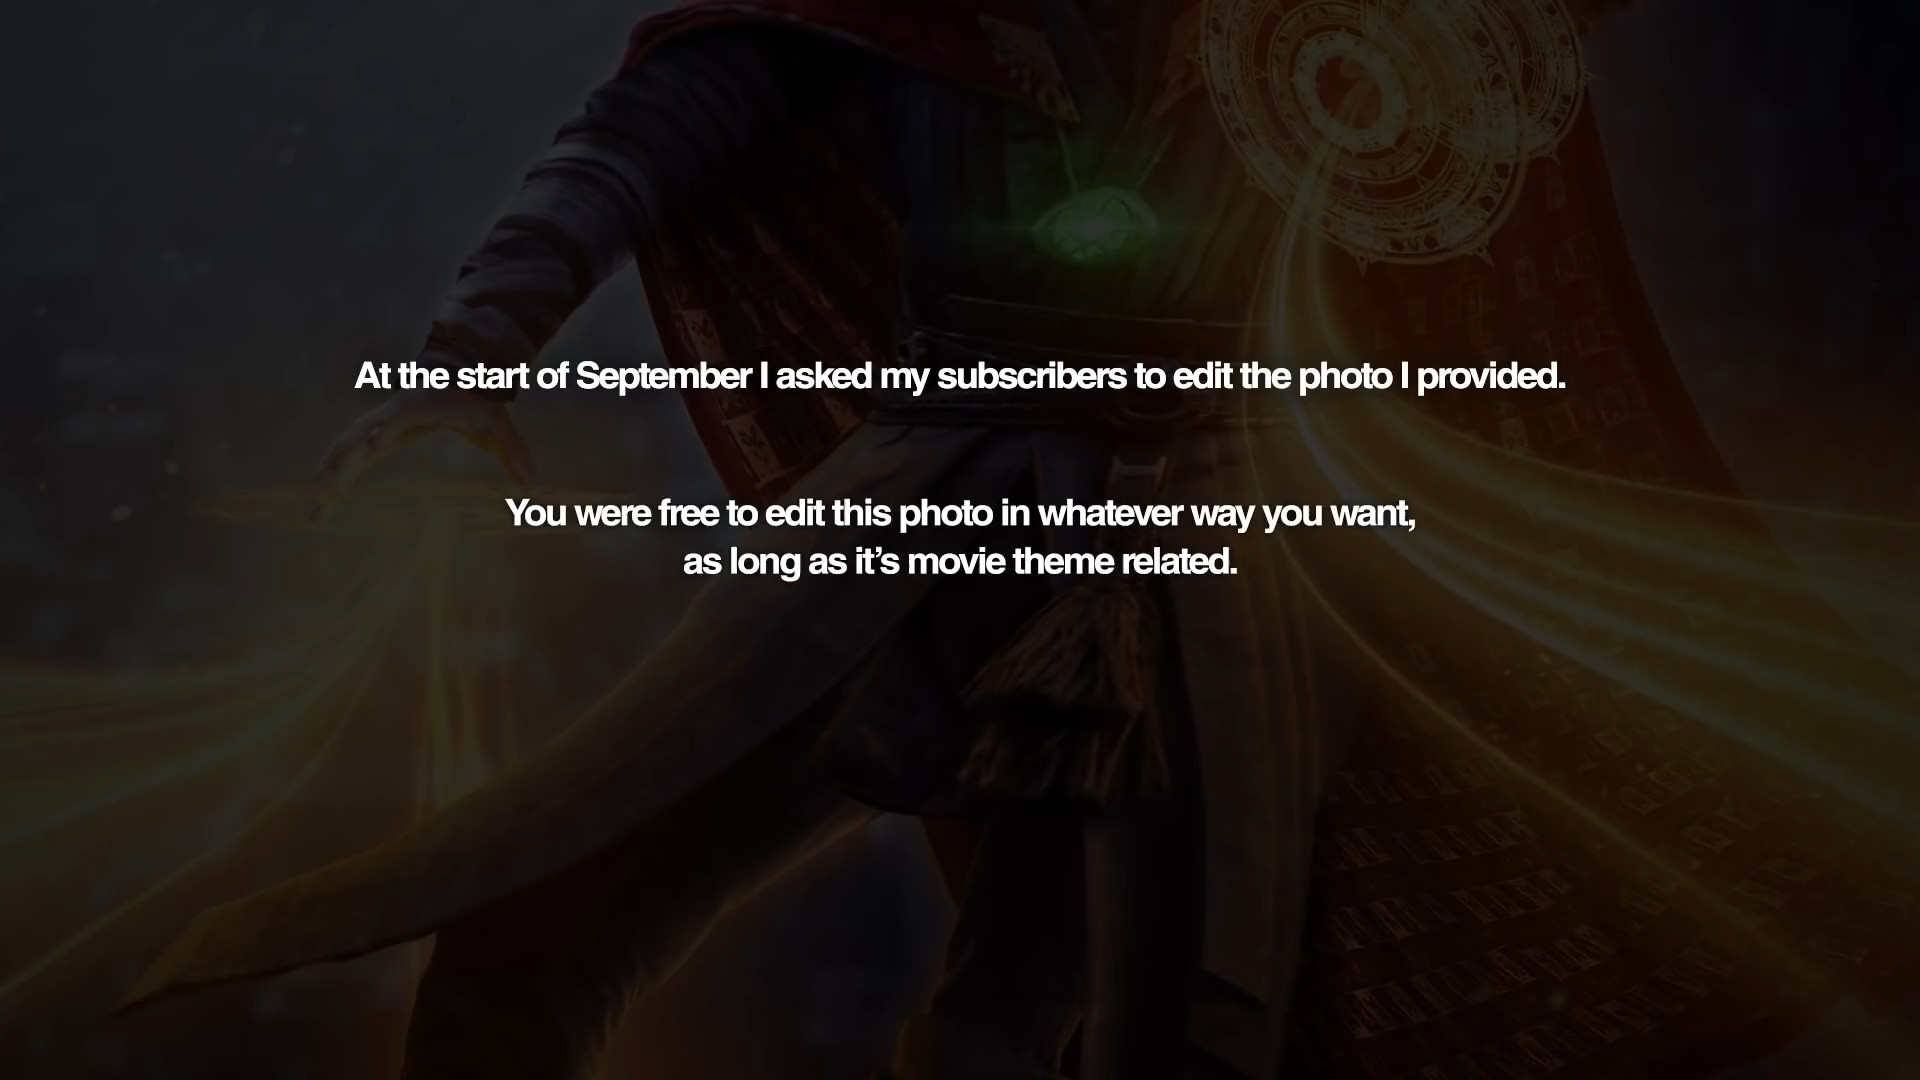 At the start of September I asked my subscribers to edit the photo I provided.
You were free to edit this photo in whatever way you want,
as long as it’s movie theme related.